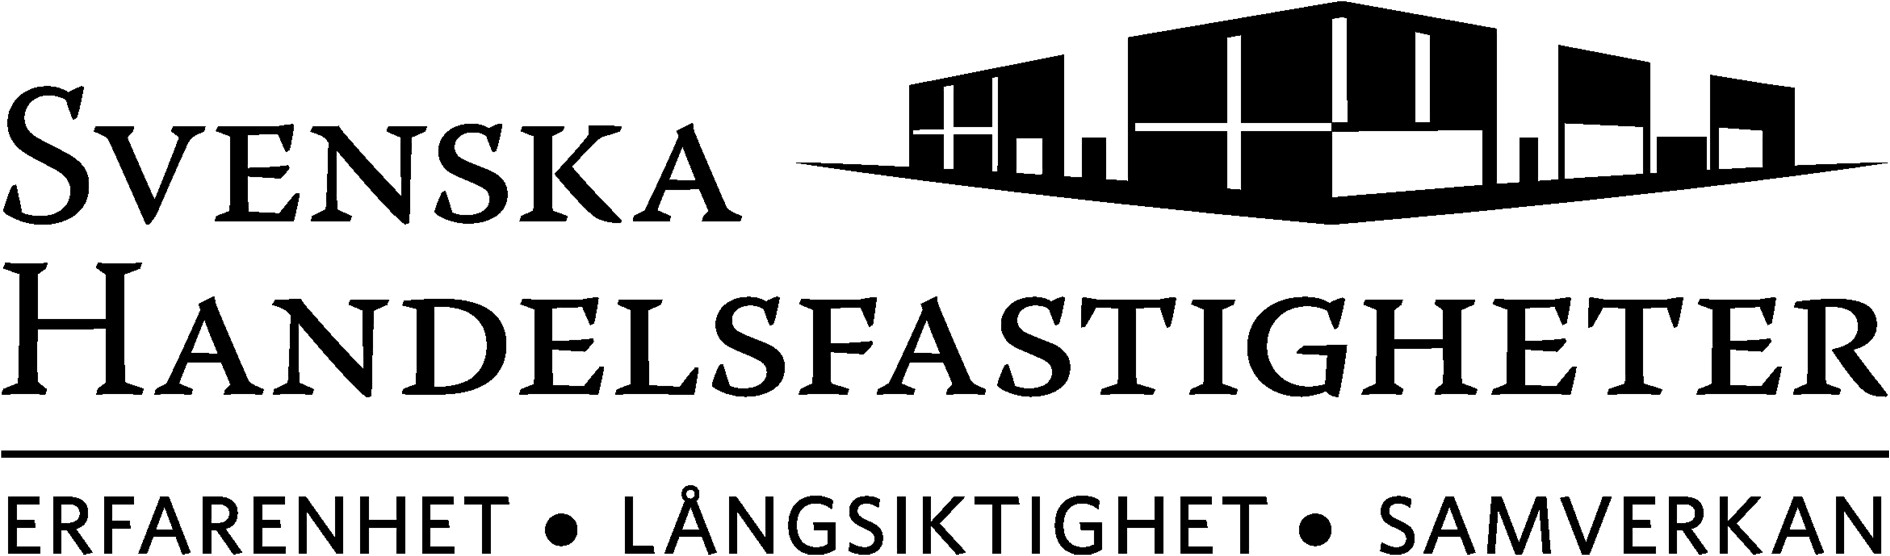 SVENSKA
HANDELSFASTIGHETER
ERFARENHET • LÅNGSIKTIGHET • SAMVERKAN